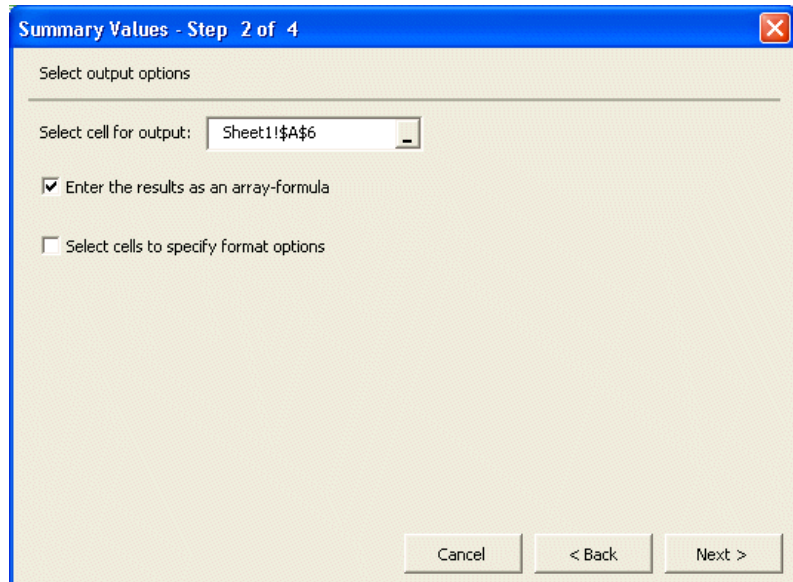 Summary Values - Step 2 of 4
Select output options
Select cell for output: Sheet1!$A$6
Enter the results as an array-formula
Select cells to specify format options
Cancel < Back Next >